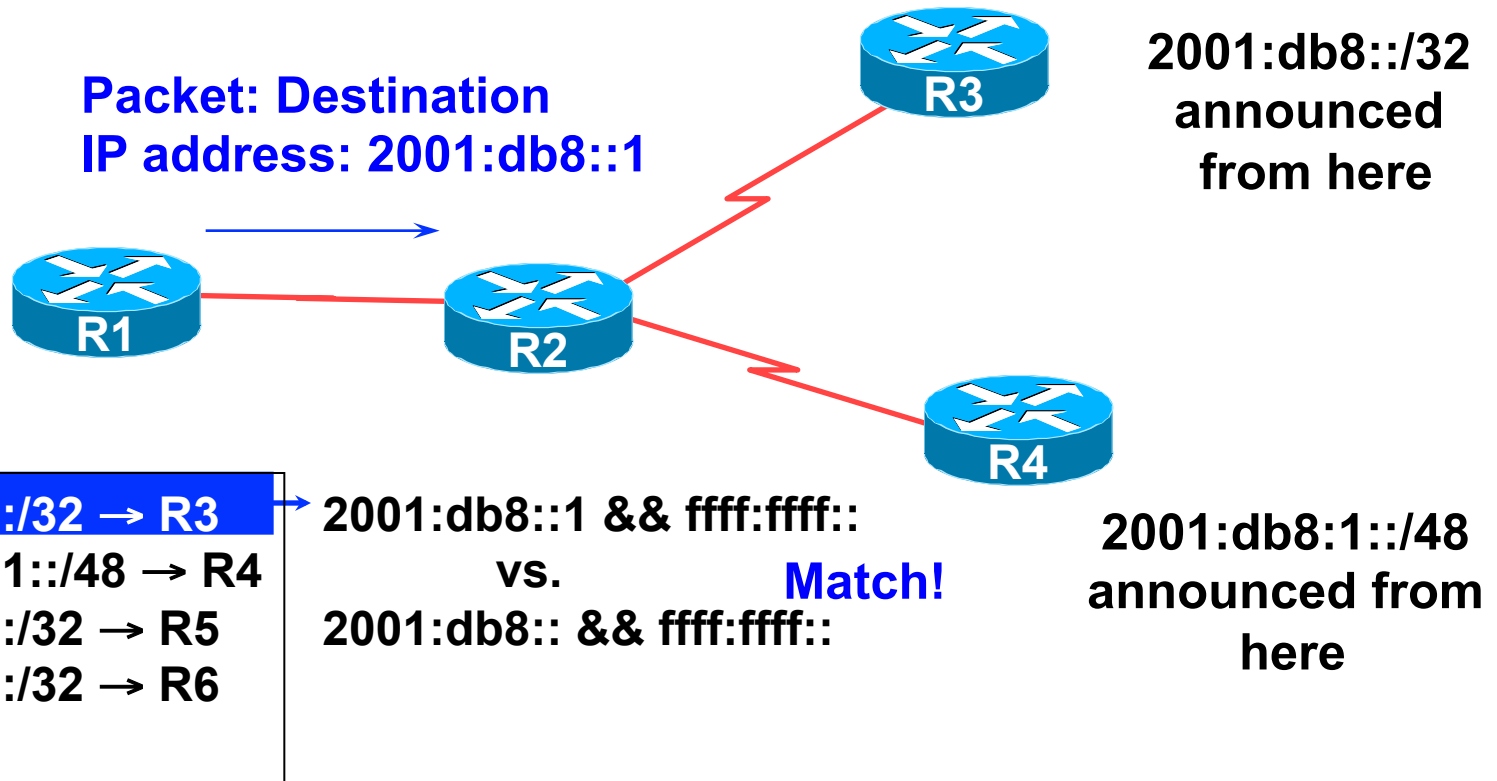 Packet: Destination
IP address: 2001:db8::1
R3
2001:db8::/32
announced
from here
R1
R2
R4
:/32 → R3
1::/48 → R4
:/32 → R5
:/32 → R6
2001:db8::1 && ffff:ffff::
vs.
Match!
2001:db8:: && ffff:ffff::
2001:db8:1::/48
announced from
here